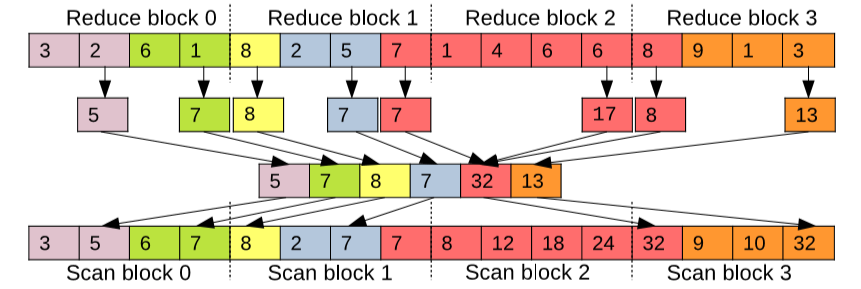 Reduce block 0 Reduce block 1 Reduce block 2 Reduce block 3
3 2 6 1 8 2 5 7 1 4 6 6 8 9 1 3
5 7 8 7 7 17 8 13
5 7 8 7 32 13
3 5 6 7 8 2 7 7 8 12 18 24 32 9 10 32
Scan block 0 Scan block 1 Scan block 2 Scan block 3